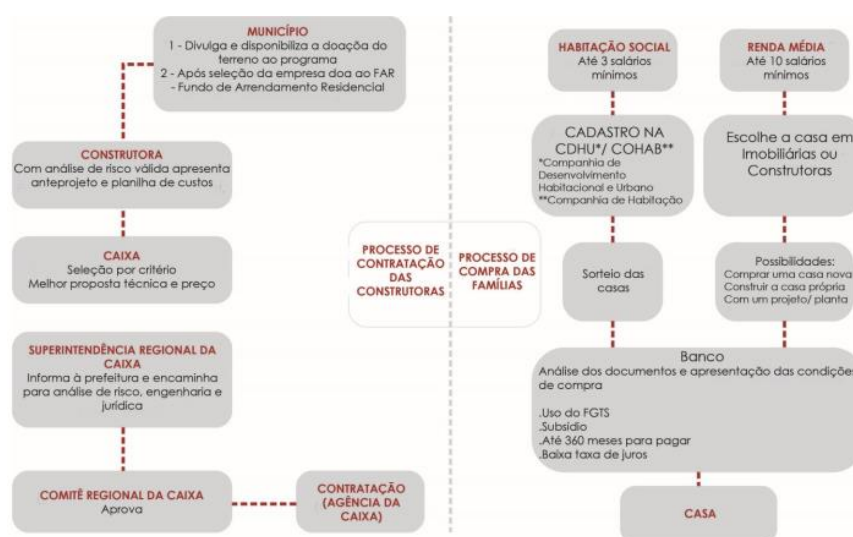 MUNICÍPIO
1 - Divulga e disponibiliza a doaçõa do
terreno ao programa
2 - Após seleção da empresa doa ao FAR
- Fundo de Arrendamento Residencial
CONSTRUTORA
Com análise de risco válida apresenta
anteprojeto e planilha de custos
CAIXA
Seleção por critério
Melhor proposta técnica e preço
SUPERINTENDÊNCIA REGIONAL DA
CAIXA
Informa à prefeitura e encaminha
para análise de risco, engenharia e
jurídica
COMITÊ REGIONAL DA CAIXA
Aprova
CONTRATAÇÃO
(AGÊNCIA DA
CAIXA)
PROCESSO DE
CONTRATAÇÃO
DAS
CONSTRUTORAS
PROCESSO DE
COMPRA DAS
FAMÍLIAS
HABITAÇÃO SOCIAL
Até 3 salários
mínimos
CADASTRO NA
CDHU*/ COHAB**
*Companhia de
Desenvolvimento
Habitacional e Urbano
**Companhia de Habitação
Sorteio das
casas
RENDA MÉDIA
Até 10 salários
mínimos
Escolhe a casa em
Imobiliárias ou
Construtoras
Possibilidades:
Comprar uma casa nova
Construir a casa própria
Com um projeto/ planta
Banco
Análise dos documentos e apresentação das condições
de compra
.Uso do FGTS
.Subsídio
.Até 360 meses para pagar
.Baixa taxa de juros
CASA